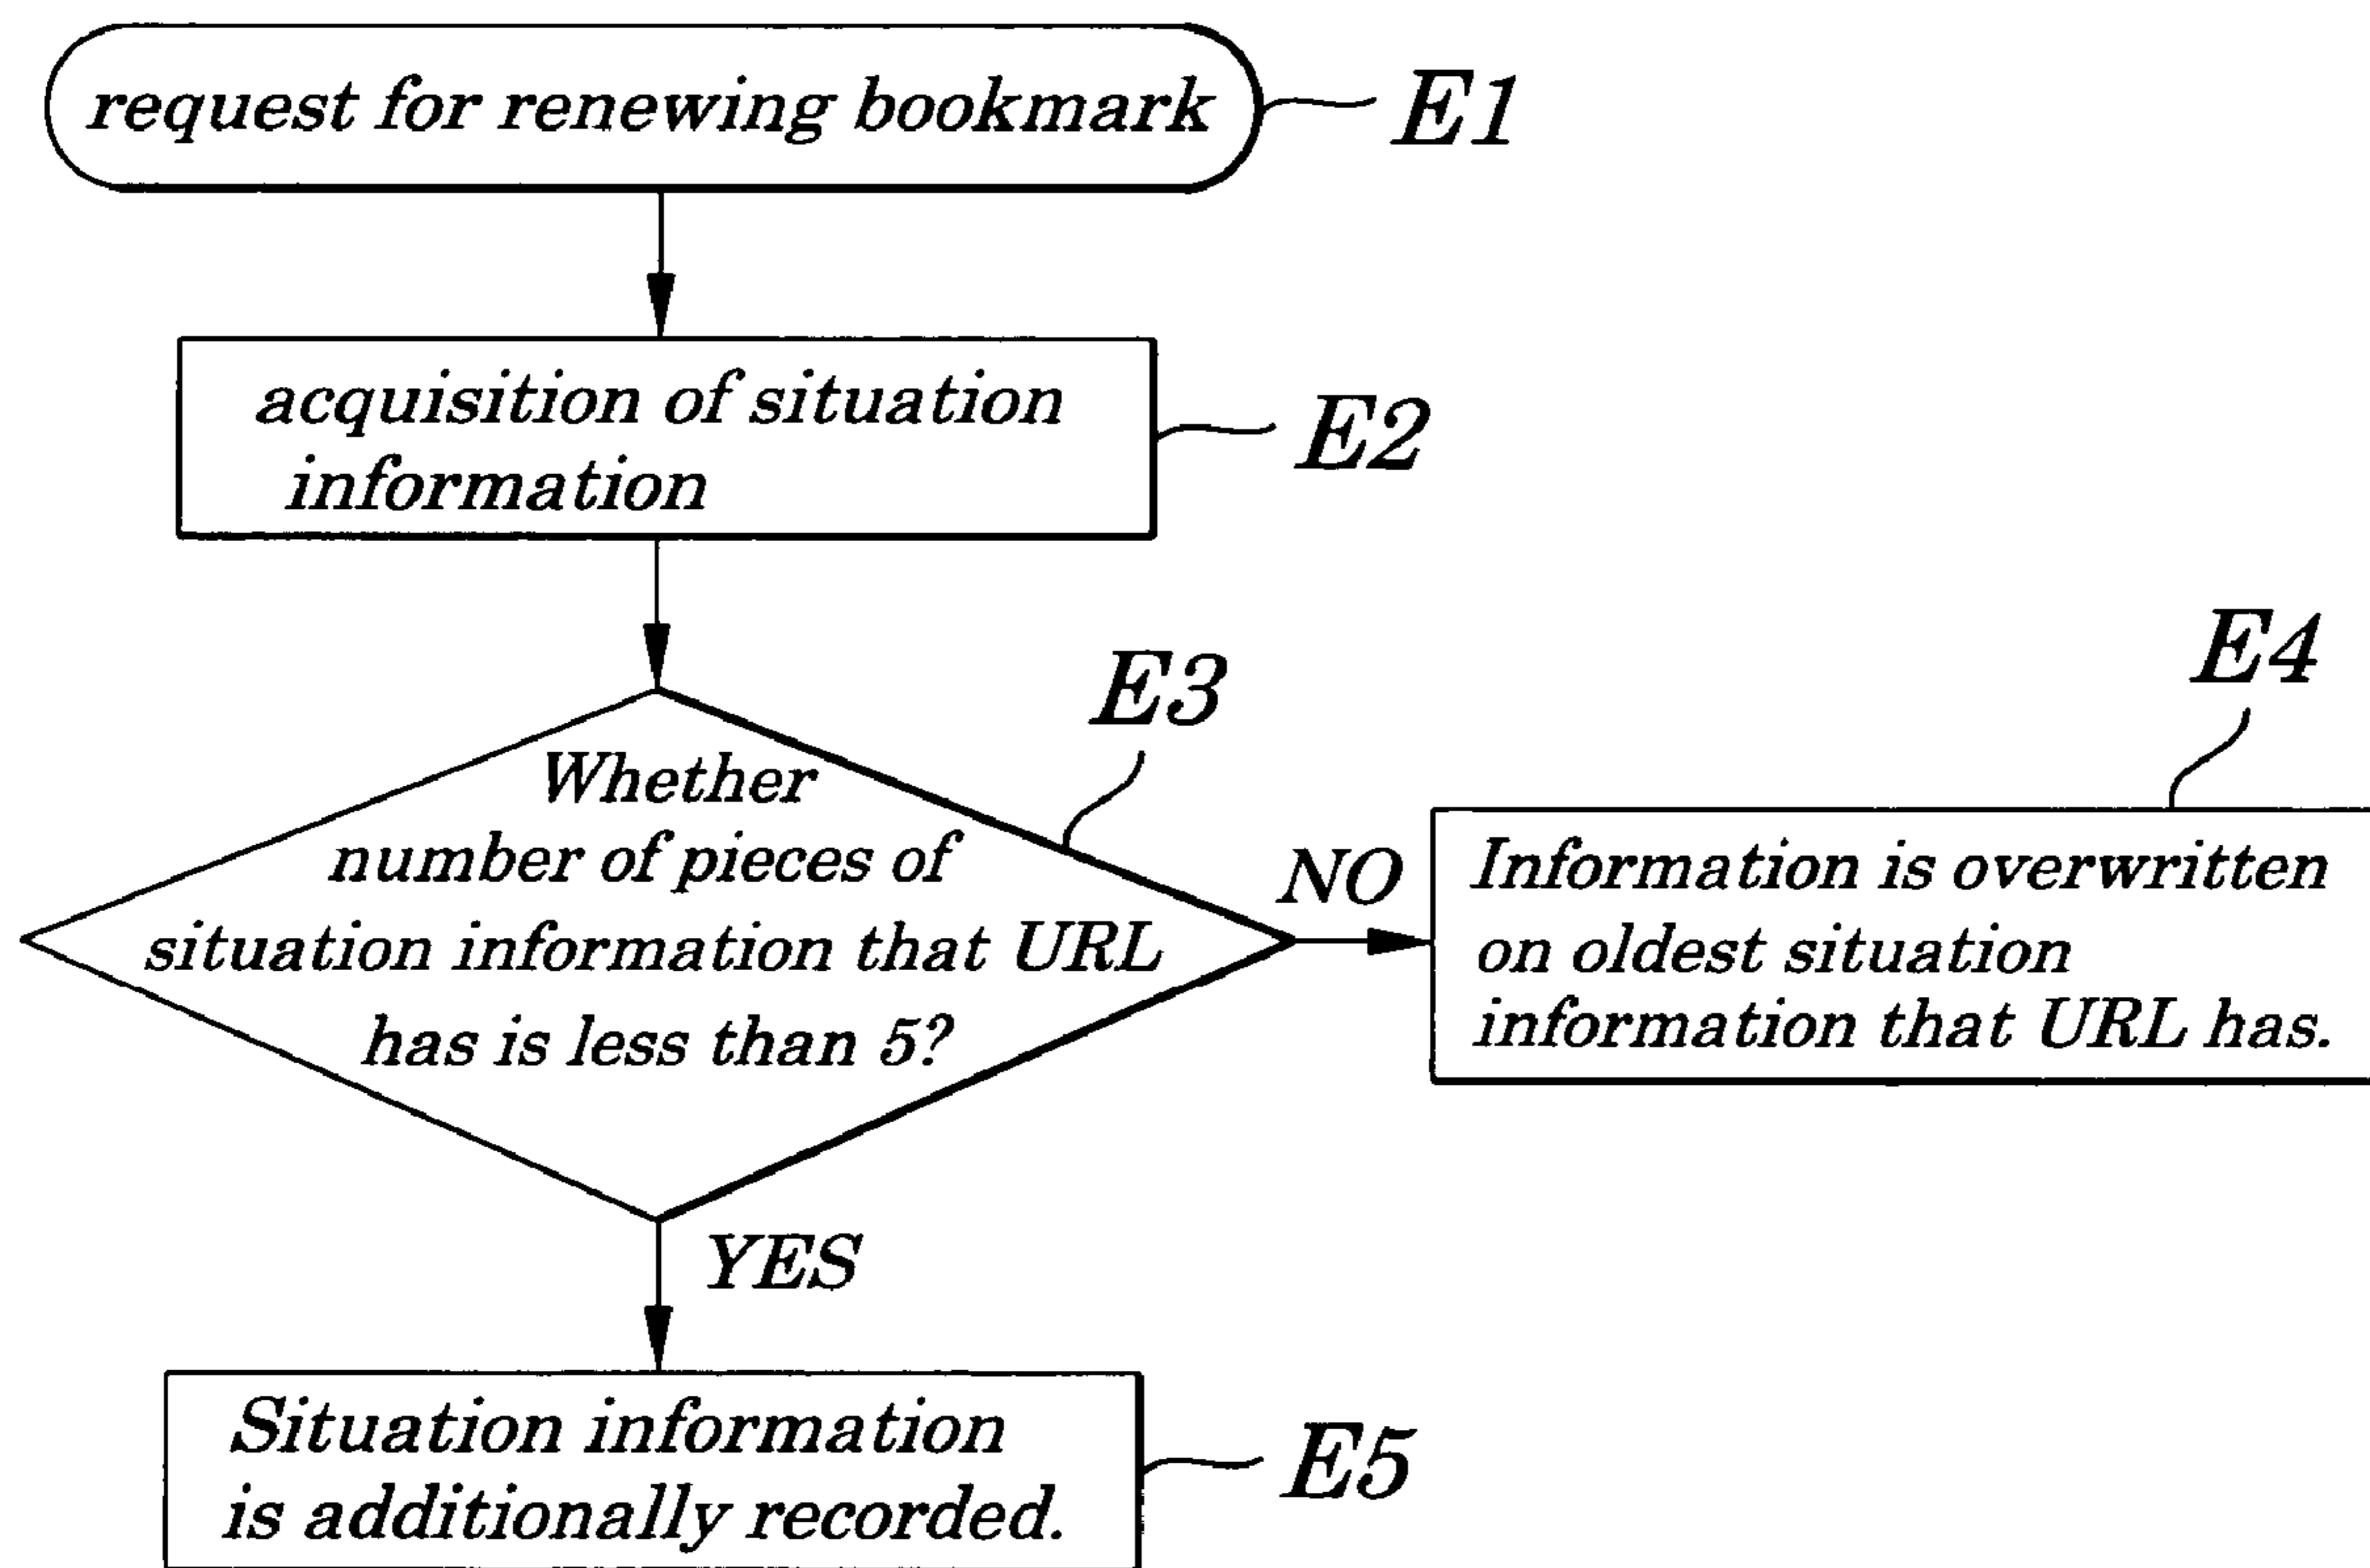 request for renewing bookmark
E1
acquisition of situation
information
E2
E3
Whether
number of pieces of
situation information that URL
has is less than 5?
NO
E4
Information is overwritten
on oldest situation
information that URL has.
YES
Situation information
is additionally recorded.
E5